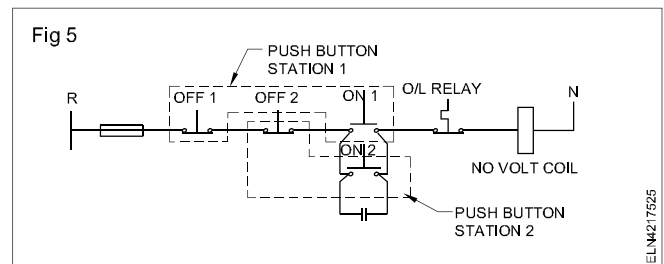 Fig 5
PUSH BUTTON
STATION 1
R
OFF 1
OFF 2
ON 1
O/L RELAY
N
ON 2
NO VOLT COIL
PUSH BUTTON
STATION 2
ELN4217525